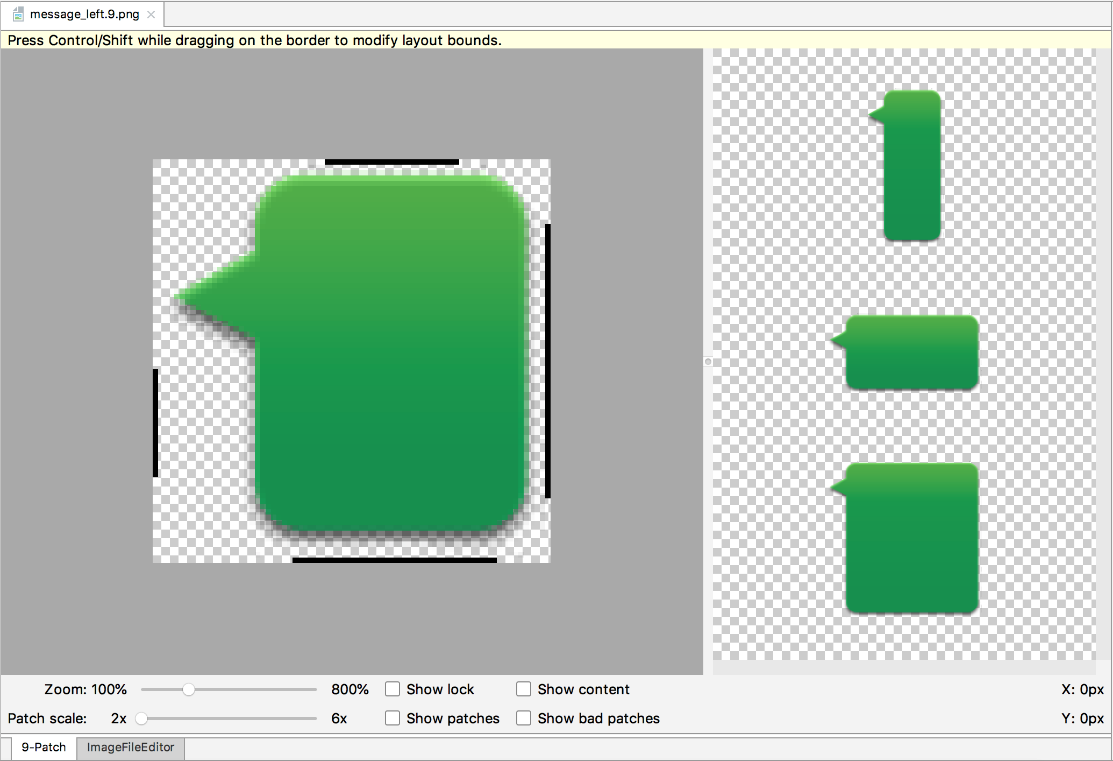 message_left.9.png
Press Control/Shift while dragging on the border to modify layout bounds.
Zoom: 100% 800% Show lock Show content X: 0px
Patch scale: 2x 6x Show patches Show bad patches Y: 0px
9-Patch ImageFileEditor